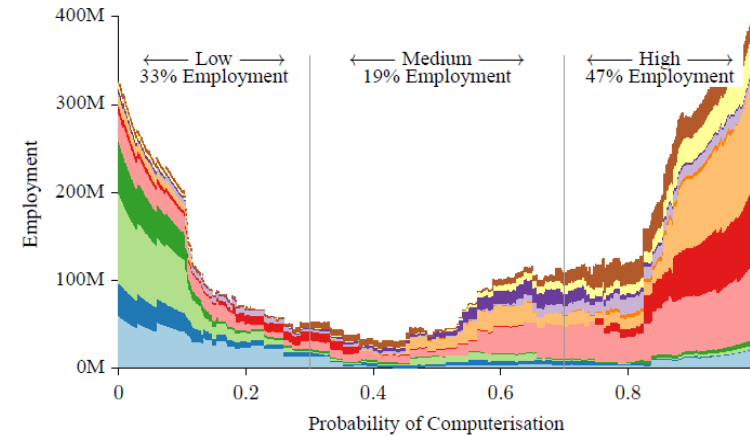 400M
Low
Medium
High
33% Employment
19% Employment
47% Employment
300M
Employment
200M
100M
0M
0
0.2
0.4
0.6
0.8
Probability of Computerisation